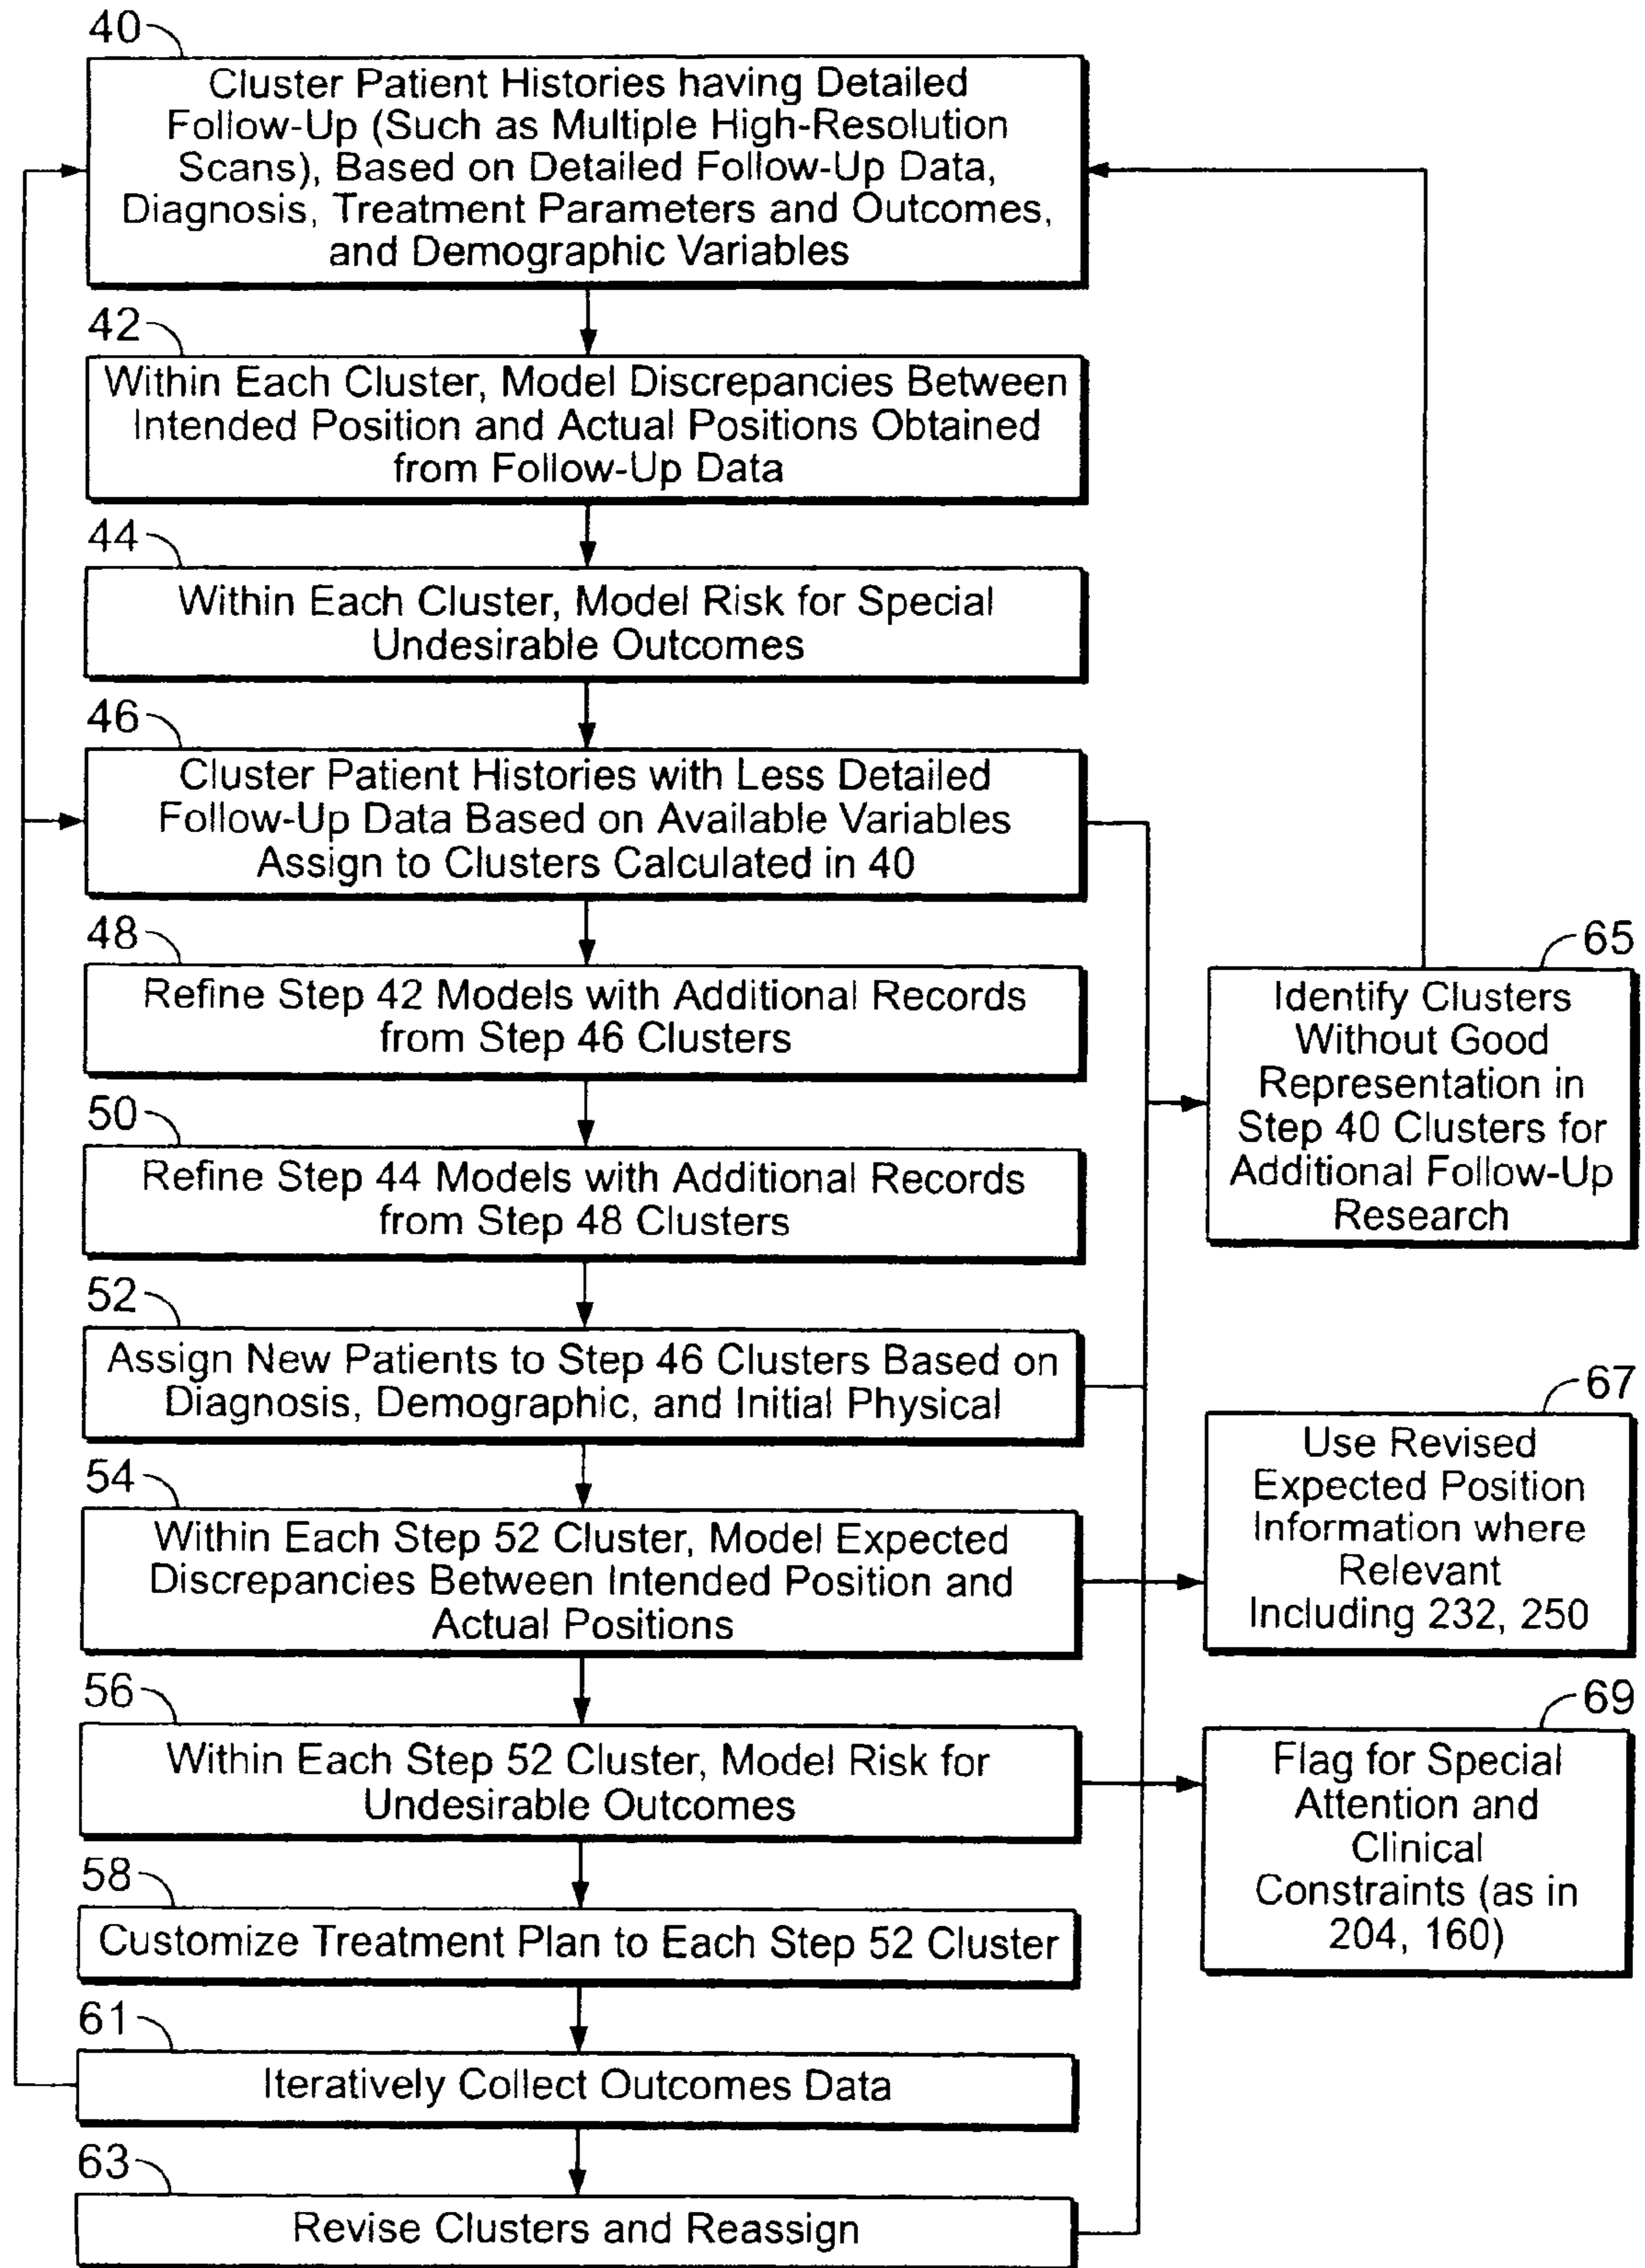 40
Cluster Patient Histories having Detailed
Follow-Up (Such as Multiple High-Resolution
Scans), Based on Detailed Follow-Up Data,
Diagnosis, Treatment Parameters and Outcomes,
and Demographic Variables
42
Within Each Cluster, Model Discrepancies Between
Intended Position and Actual Positions Obtained
from Follow-Up Data
44
Within Each Cluster, Model Risk for Special
Undesirable Outcomes
46
Cluster Patient Histories with Less Detailed
Follow-Up Data Based on Available Variables
Assign to Clusters Calculated in 40
48
Refine Step 42 Models with Additional Records
from Step 46 Clusters
50
Refine Step 44 Models with Additional Records
from Step 48 Clusters
52
Assign New Patients to Step 46 Clusters Based on
Diagnosis, Demographic, and Initial Physical
54
Within Each Step 52 Cluster, Model Expected
Discrepancies Between Intended Position and
Actual Positions
56
Within Each Step 52 Cluster, Model Risk for
Undesirable Outcomes
58
Customize Treatment Plan to Each Step 52 Cluster
61
Iteratively Collect Outcomes Data
63
Revise Clusters and Reassign
65
Identify Clusters
Without Good
Representation in
Step 40 Clusters for
Additional Follow-Up
Research
67
Use Revised
Expected Position
Information where
Relevant
Including 232, 250
69
Flag for Special
Attention and
Clinical
Constraints (as in
204, 160)